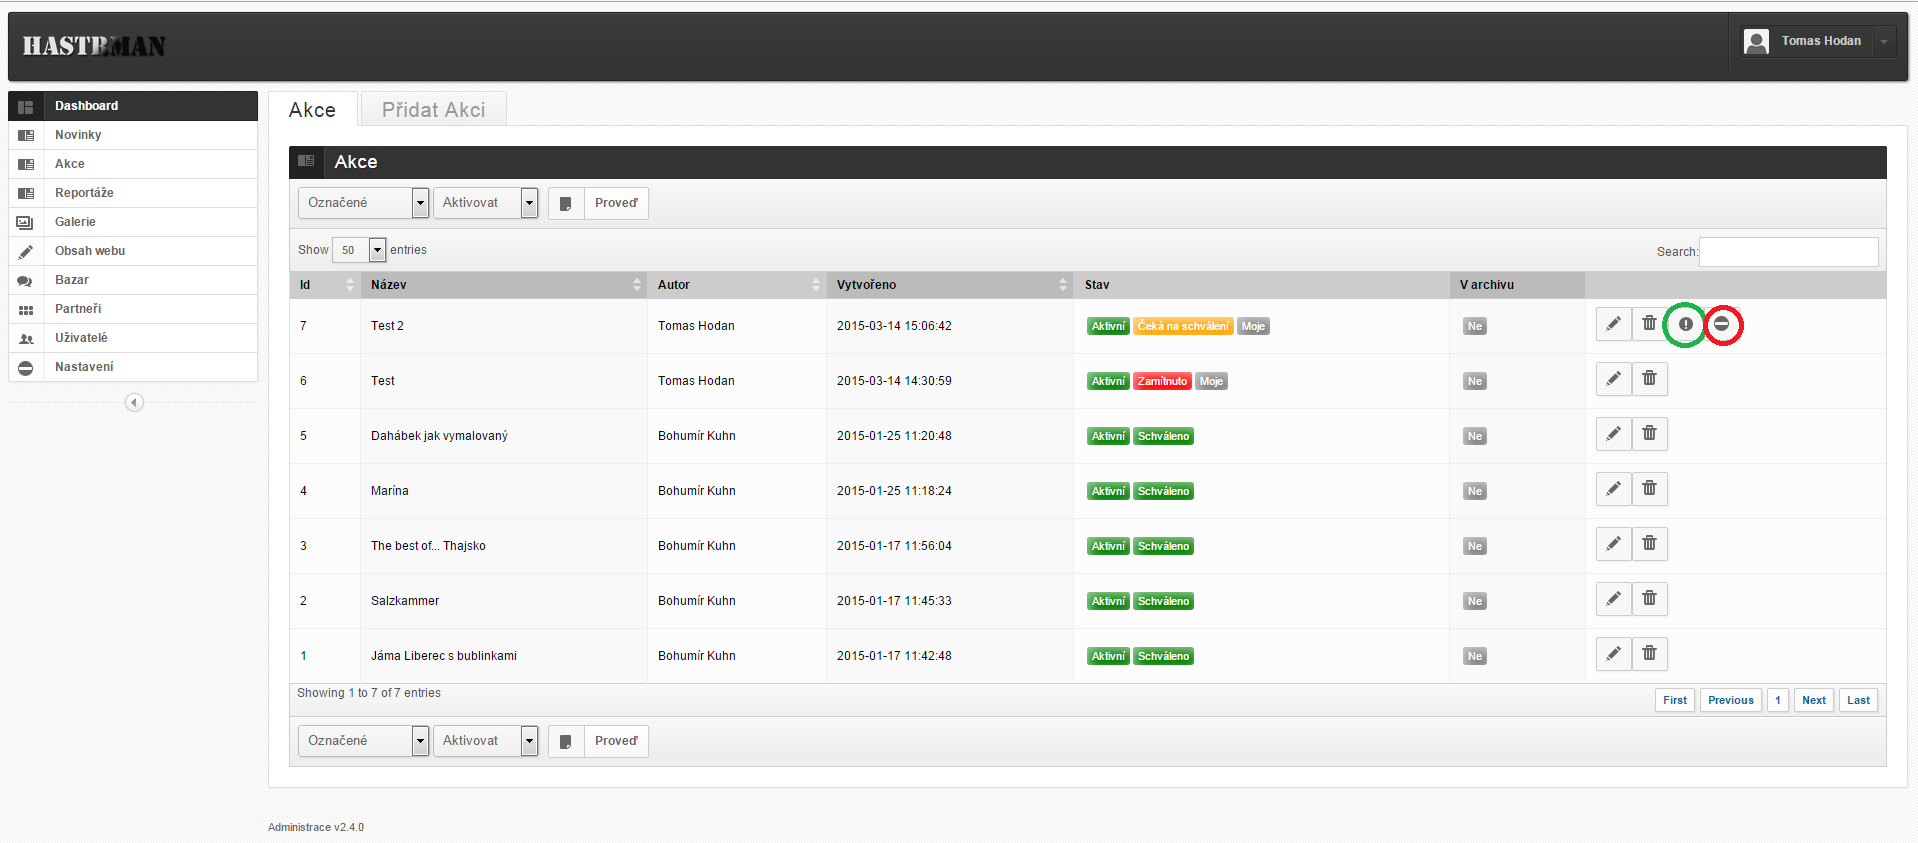 HASTRMAN
Tomas Hodan
Dashboard
Novinky
Akce
Reportáže
Galerie
Obsah webu
Bazar
Partneři
Uživatelé
Nastavení
Akce Přidat Akci
Akce
Označené Aktivovat Proveď
Show 50 entries Search:
Id Název Autor Vytvořeno Stav V archivu
7 Test 2 Tomas Hodan 2015-03-14 15:06:42 Aktivní Čeká na schválení Moje Ne
6 Test Tomas Hodan 2015-03-14 14:30:59 Aktivní Zamítnuto Moje Ne
5 Dahábek jak vymalovaný Bohumír Kuhn 2015-01-25 11:20:48 Aktivní Schváleno Ne
4 Marína Bohumír Kuhn 2015-01-25 11:18:24 Aktivní Schváleno Ne
3 The best of... Thajsko Bohumír Kuhn 2015-01-17 11:56:04 Aktivní Schváleno Ne
2 Salzkammer Bohumír Kuhn 2015-01-17 11:45:33 Aktivní Schváleno Ne
1 Jáma Liberec s bublinkami Bohumír Kuhn 2015-01-17 11:42:48 Aktivní Schváleno Ne
Showing 1 to 7 of 7 entries First Previous 1 Next Last
Označené Aktivovat Proveď
Administrace v2.4.0